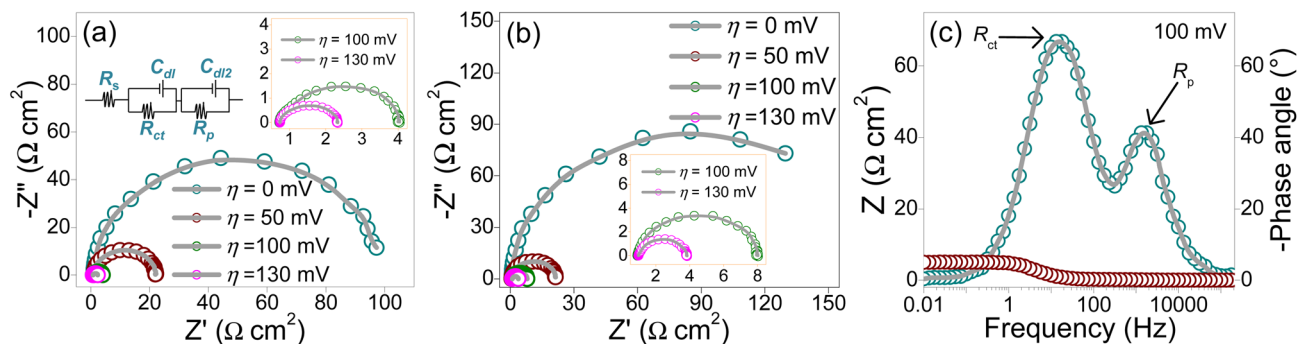 (a)
-Z" (Ω cm²)
100
80
60
40
20
0
0 20 40 60 80 100
Z' (Ω cm²)
R_s
C_dl
C_dl2
R_ct
R_p
η = 0 mV
η = 50 mV
η =100 mV
η =130 mV
4
3
2
1
0
1 2 3 4
η = 100 mV
η = 130 mV
(b)
-Z" (Ω cm²)
150
120
90
60
30
0
0 30 60 90 120 150
Z' (Ω cm²)
η = 0 mV
η = 50 mV
η =100 mV
η = 130 mV
8
6
4
2
0
2 4 6 8
η = 100 mV
η = 130 mV
(c)
100 mV
R_ct
R_p
Z (Ω cm²)
60
40
20
0
0.01 1 100 10000
Frequency (Hz)
60
40
20
0
-Phase angle (°)